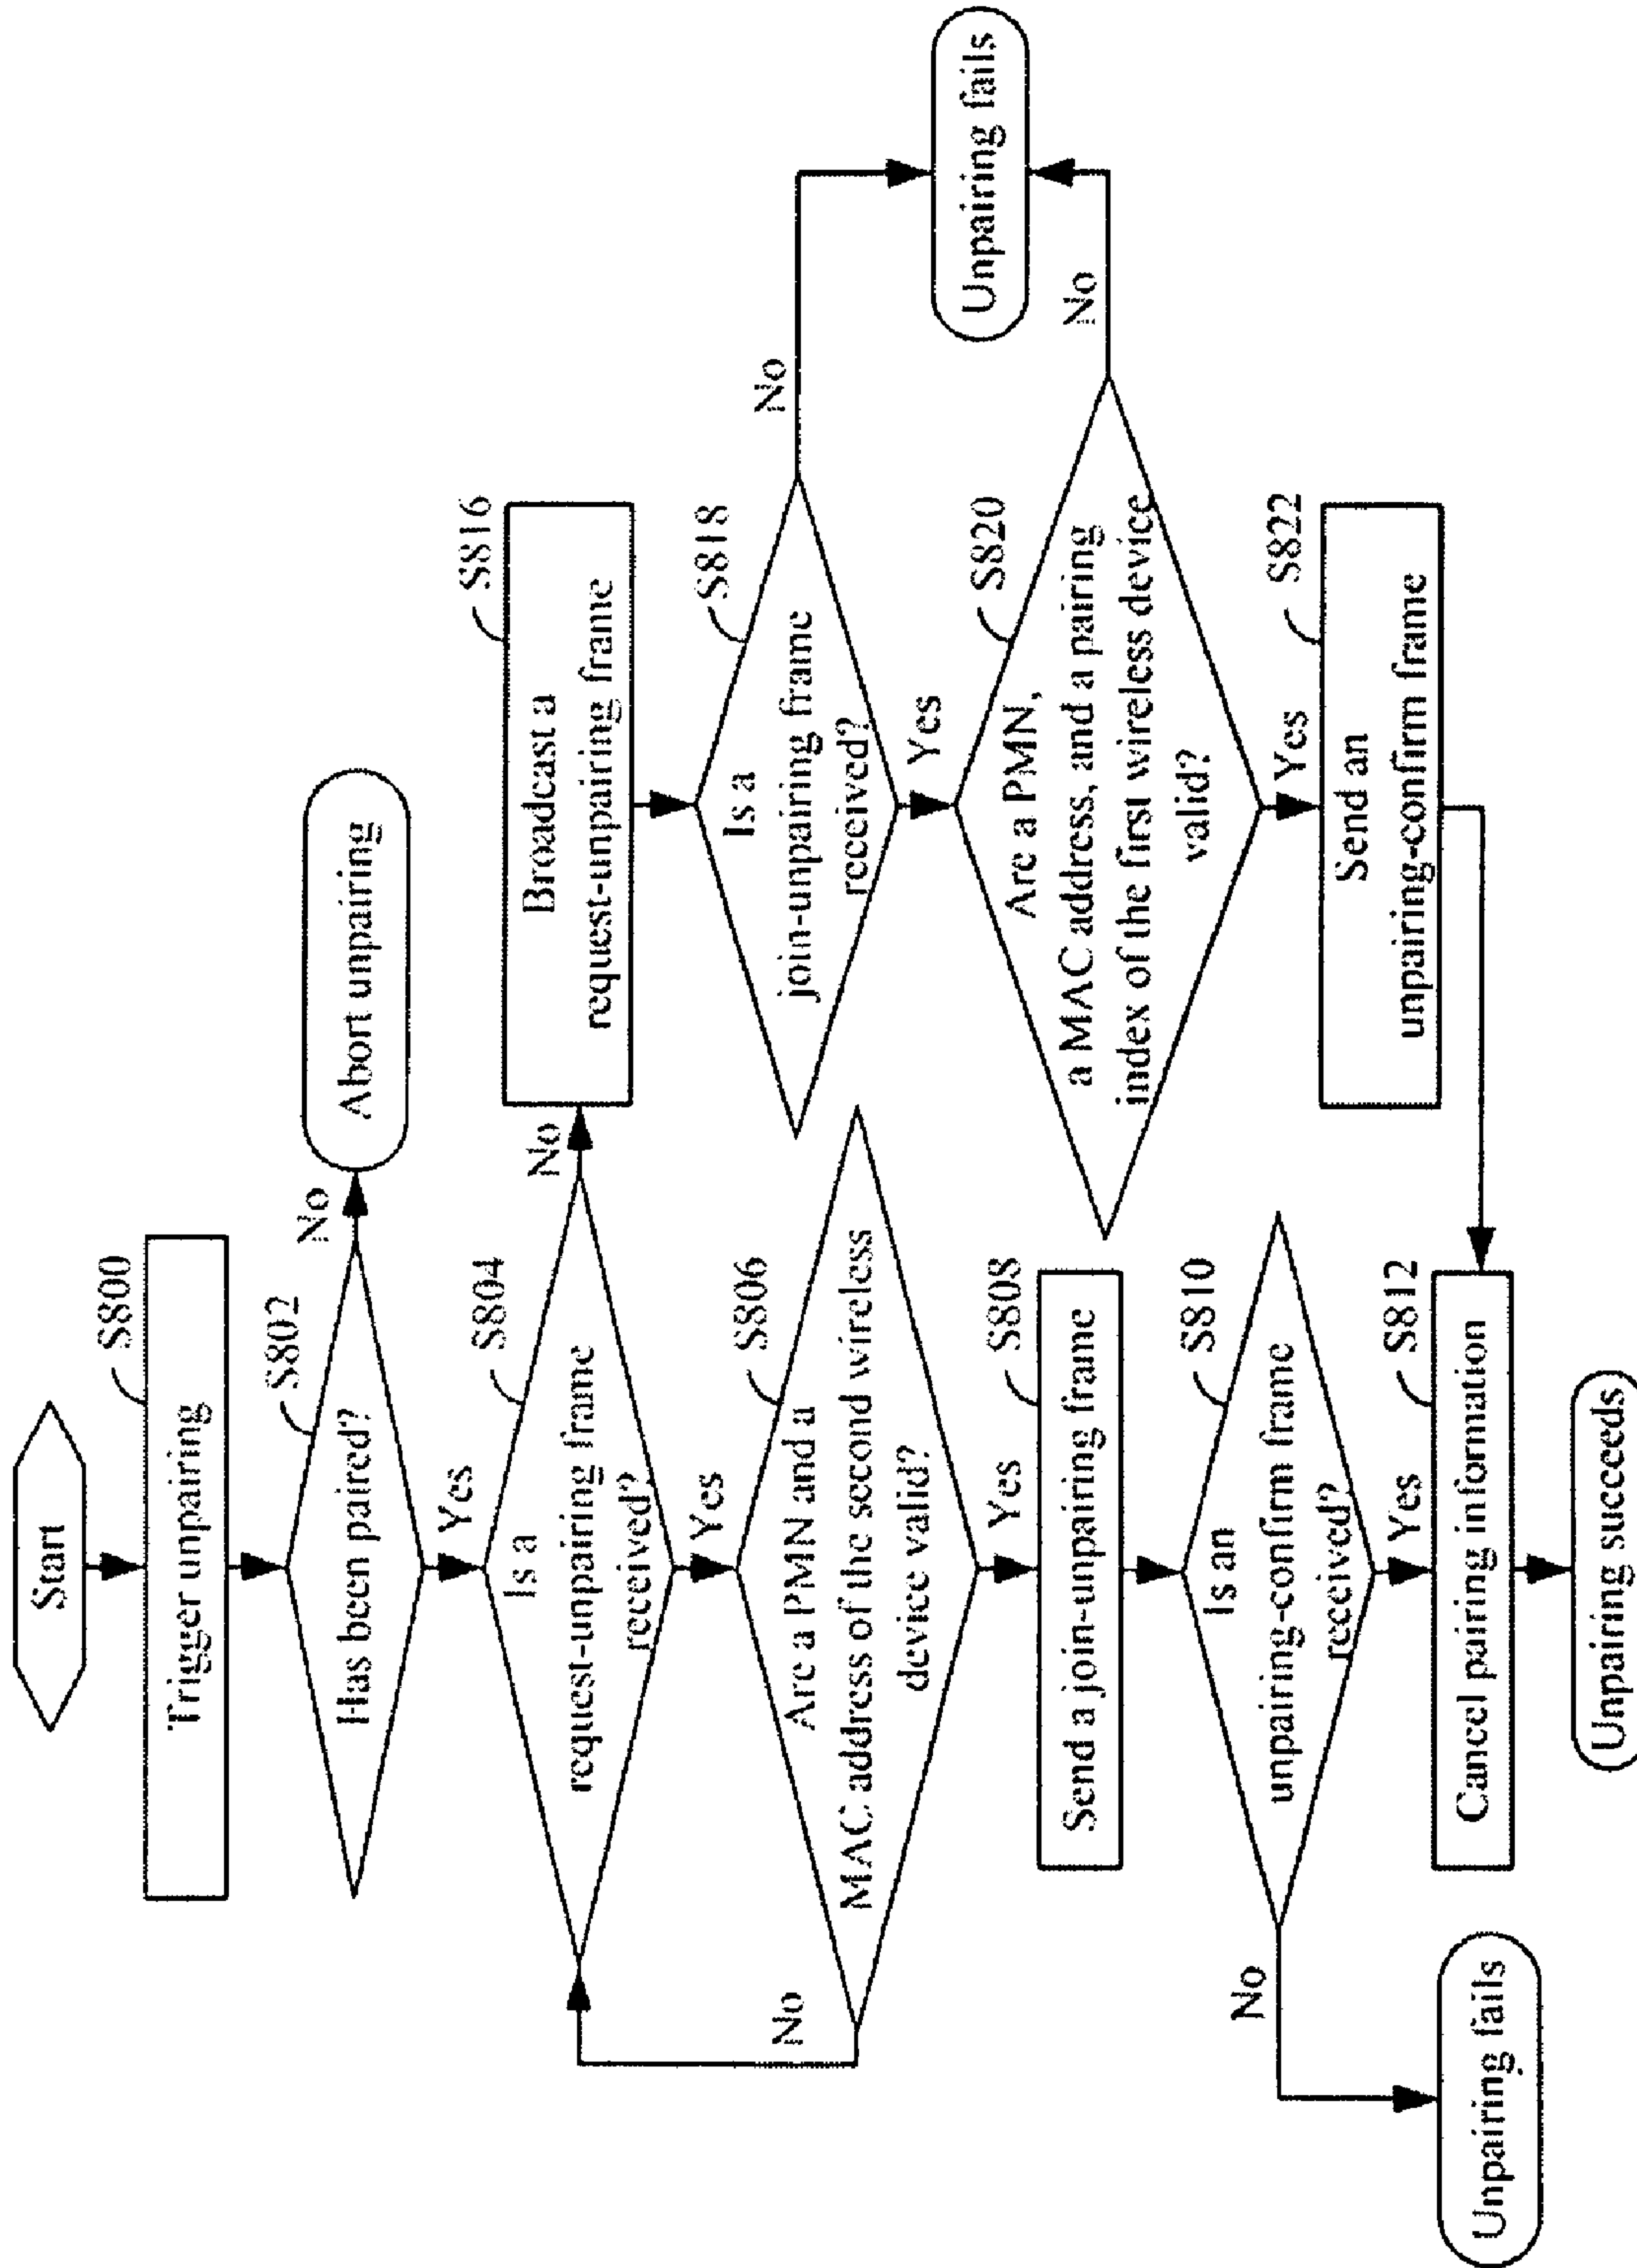 Start
S800
Trigger unpairing
S802
Has been paired?
No
Abort unpairing
Yes
S804
Is a
request-unpairing frame
received?
No
S816
Broadcast a
request-unpairing frame
Yes
S806
Are a PMN and a
MAC address of the second wireless
device valid?
No
Yes
S818
Is a
join-unpairing frame
received?
No
Unpairing fails
Yes
S808
Send a join-unpairing frame
S820
Are a PMN,
a MAC address, and a pairing
index of the first wireless device
valid?
No
Yes
S810
Is an
unpairing-confirm frame
received?
No
Unpairing fails
Yes
S822
Send an
unpairing-confirm frame
S812
Cancel pairing information
Unpairing succeeds